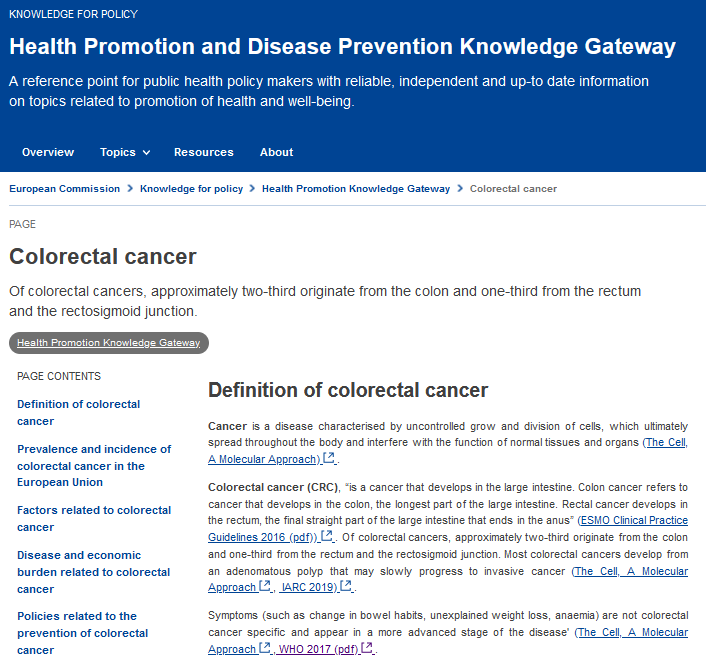 KNOWLEDGE FOR POLICY
Health Promotion and Disease Prevention Knowledge Gateway
A reference point for public health policy makers with reliable, independent and up-to date information
on topics related to promotion of health and well-being.
Overview Topics Resources About
European Commission > Knowledge for policy > Health Promotion Knowledge Gateway > Colorectal cancer
PAGE
Colorectal cancer
Of colorectal cancers, approximately two-third originate from the colon and one-third from the rectum
and the rectosigmoid junction.
Health Promotion Knowledge Gateway
PAGE CONTENTS
Definition of colorectal
cancer
Prevalence and incidence of
colorectal cancer in the
European Union
Factors related to colorectal
cancer
Disease and economic
burden related to colorectal
cancer
Policies related to the
prevention of colorectal
cancer
Definition of colorectal cancer
Cancer is a disease characterised by uncontrolled grow and division of cells, which ultimately
spread throughout the body and interfere with the function of normal tissues and organs (The Cell,
A Molecular Approach) .
Colorectal cancer (CRC), “is a cancer that develops in the large intestine. Colon cancer refers to
cancer that develops in the colon, the longest part of the large intestine. Rectal cancer develops in
the rectum, the final straight part of the large intestine that ends in the anus” (ESMO Clinical Practice
Guidelines 2016 (pdf)) . Of colorectal cancers, approximately two-third originate from the colon
and one-third from the rectum and the rectosigmoid junction. Most colorectal cancers develop from
an adenomatous polyp that may slowly progress to invasive cancer (The Cell, A Molecular
Approach , IARC 2019) .
Symptoms (such as change in bowel habits, unexplained weight loss, anaemia) are not colorectal
cancer specific and appear in a more advanced stage of the disease' (The Cell, A Molecular
Approach , WHO 2017 (pdf) .